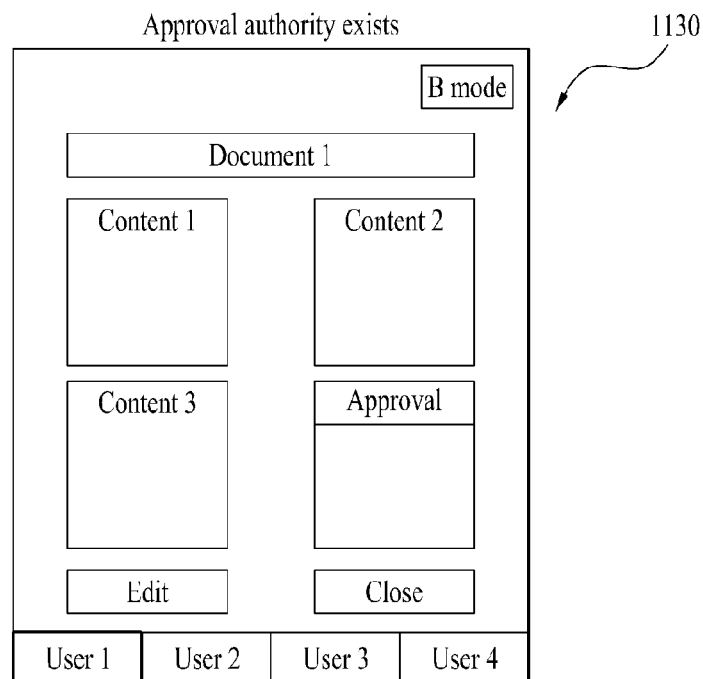 Approval authority exists
1130
B mode
Document 1
Content 1
Content 2
Content 3
Approval
Edit
Close
User 1
User 2
User 3
User 4